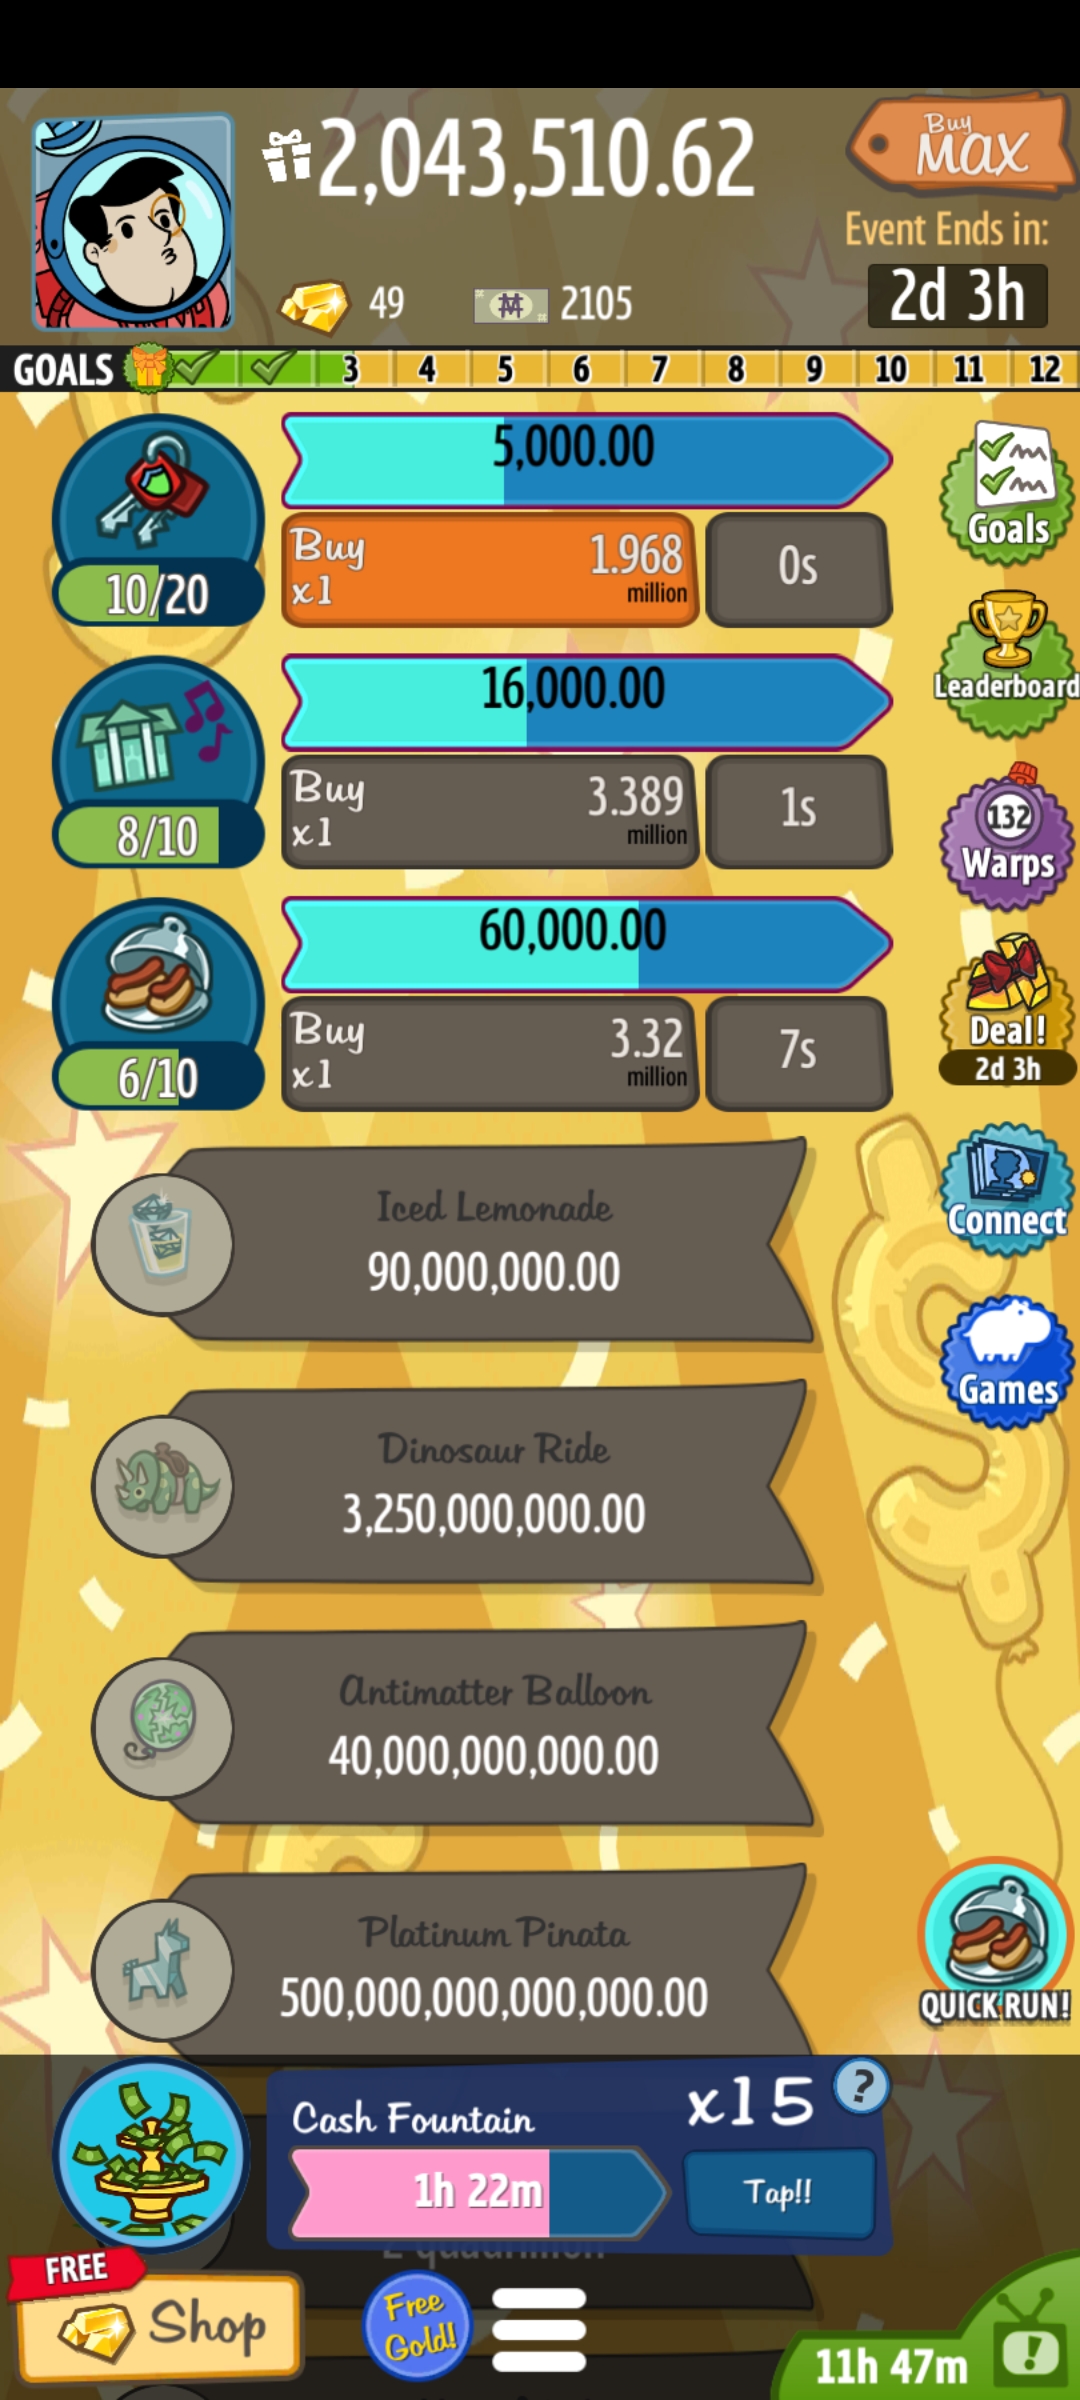 2,043,510.62
Buy
MAX
Event Ends in:
2d 3h
49
2105
GOALS
3 4 5 6 7 8 9 10 11 12
5,000.00
10/20
Buy
x1
1.968
million
0s
Goals
Leaderboard
16,000.00
8/10
Buy
x1
3.389
million
1s
132
Warps
60,000.00
6/10
Buy
x1
3.32
million
7s
Deal!
2d 3h
Iced Lemonade
90,000,000.00
Connect
Games
Dinosaur Ride
3,250,000,000.00
Antimatter Balloon
40,000,000,000.00
Platinum Pinata
500,000,000,000,000.00
QUICK RUN!
Cash Fountain
x15
?
1h 22m
Tap!!
FREE
Shop
Free
Gold!
11h 47m